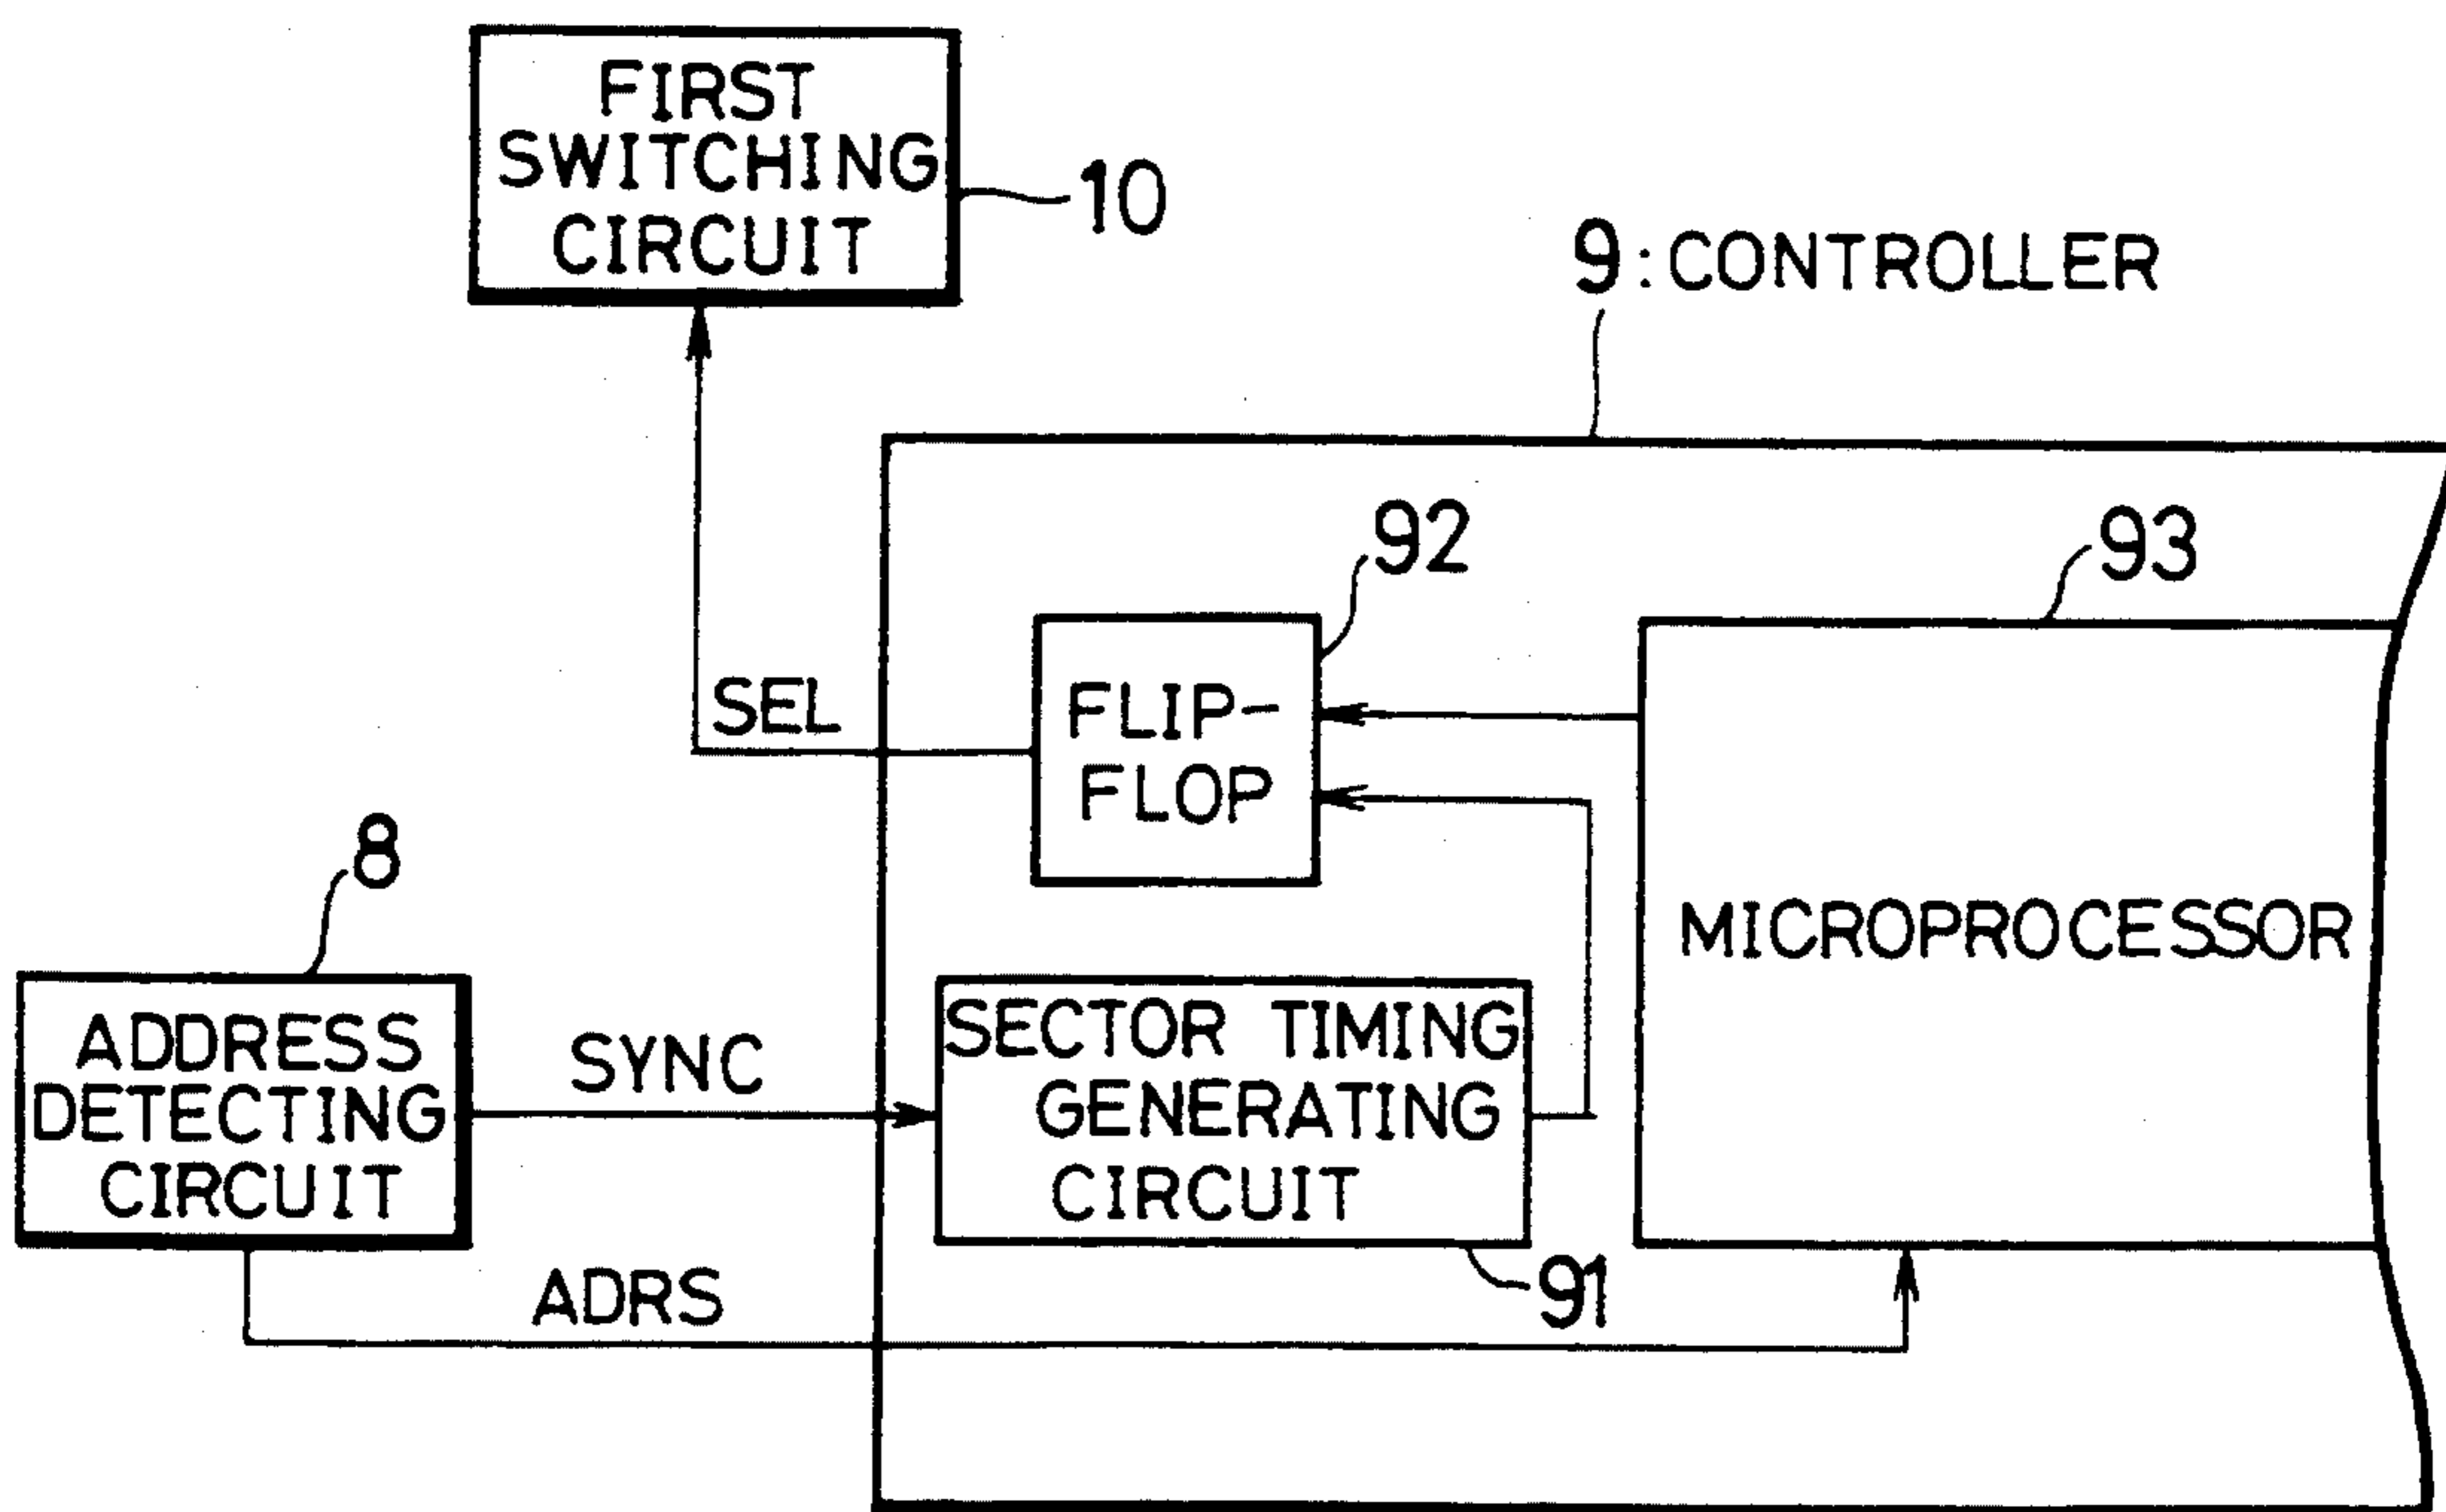 FIRST
SWITCHING
CIRCUIT
10
9:CONTROLLER
92
93
SEL
FLIP-
FLOP
8
MICROPROCESSOR
ADDRESS
DETECTING
CIRCUIT
SYNC
SECTOR TIMING
GENERATING
CIRCUIT
91
ADRS